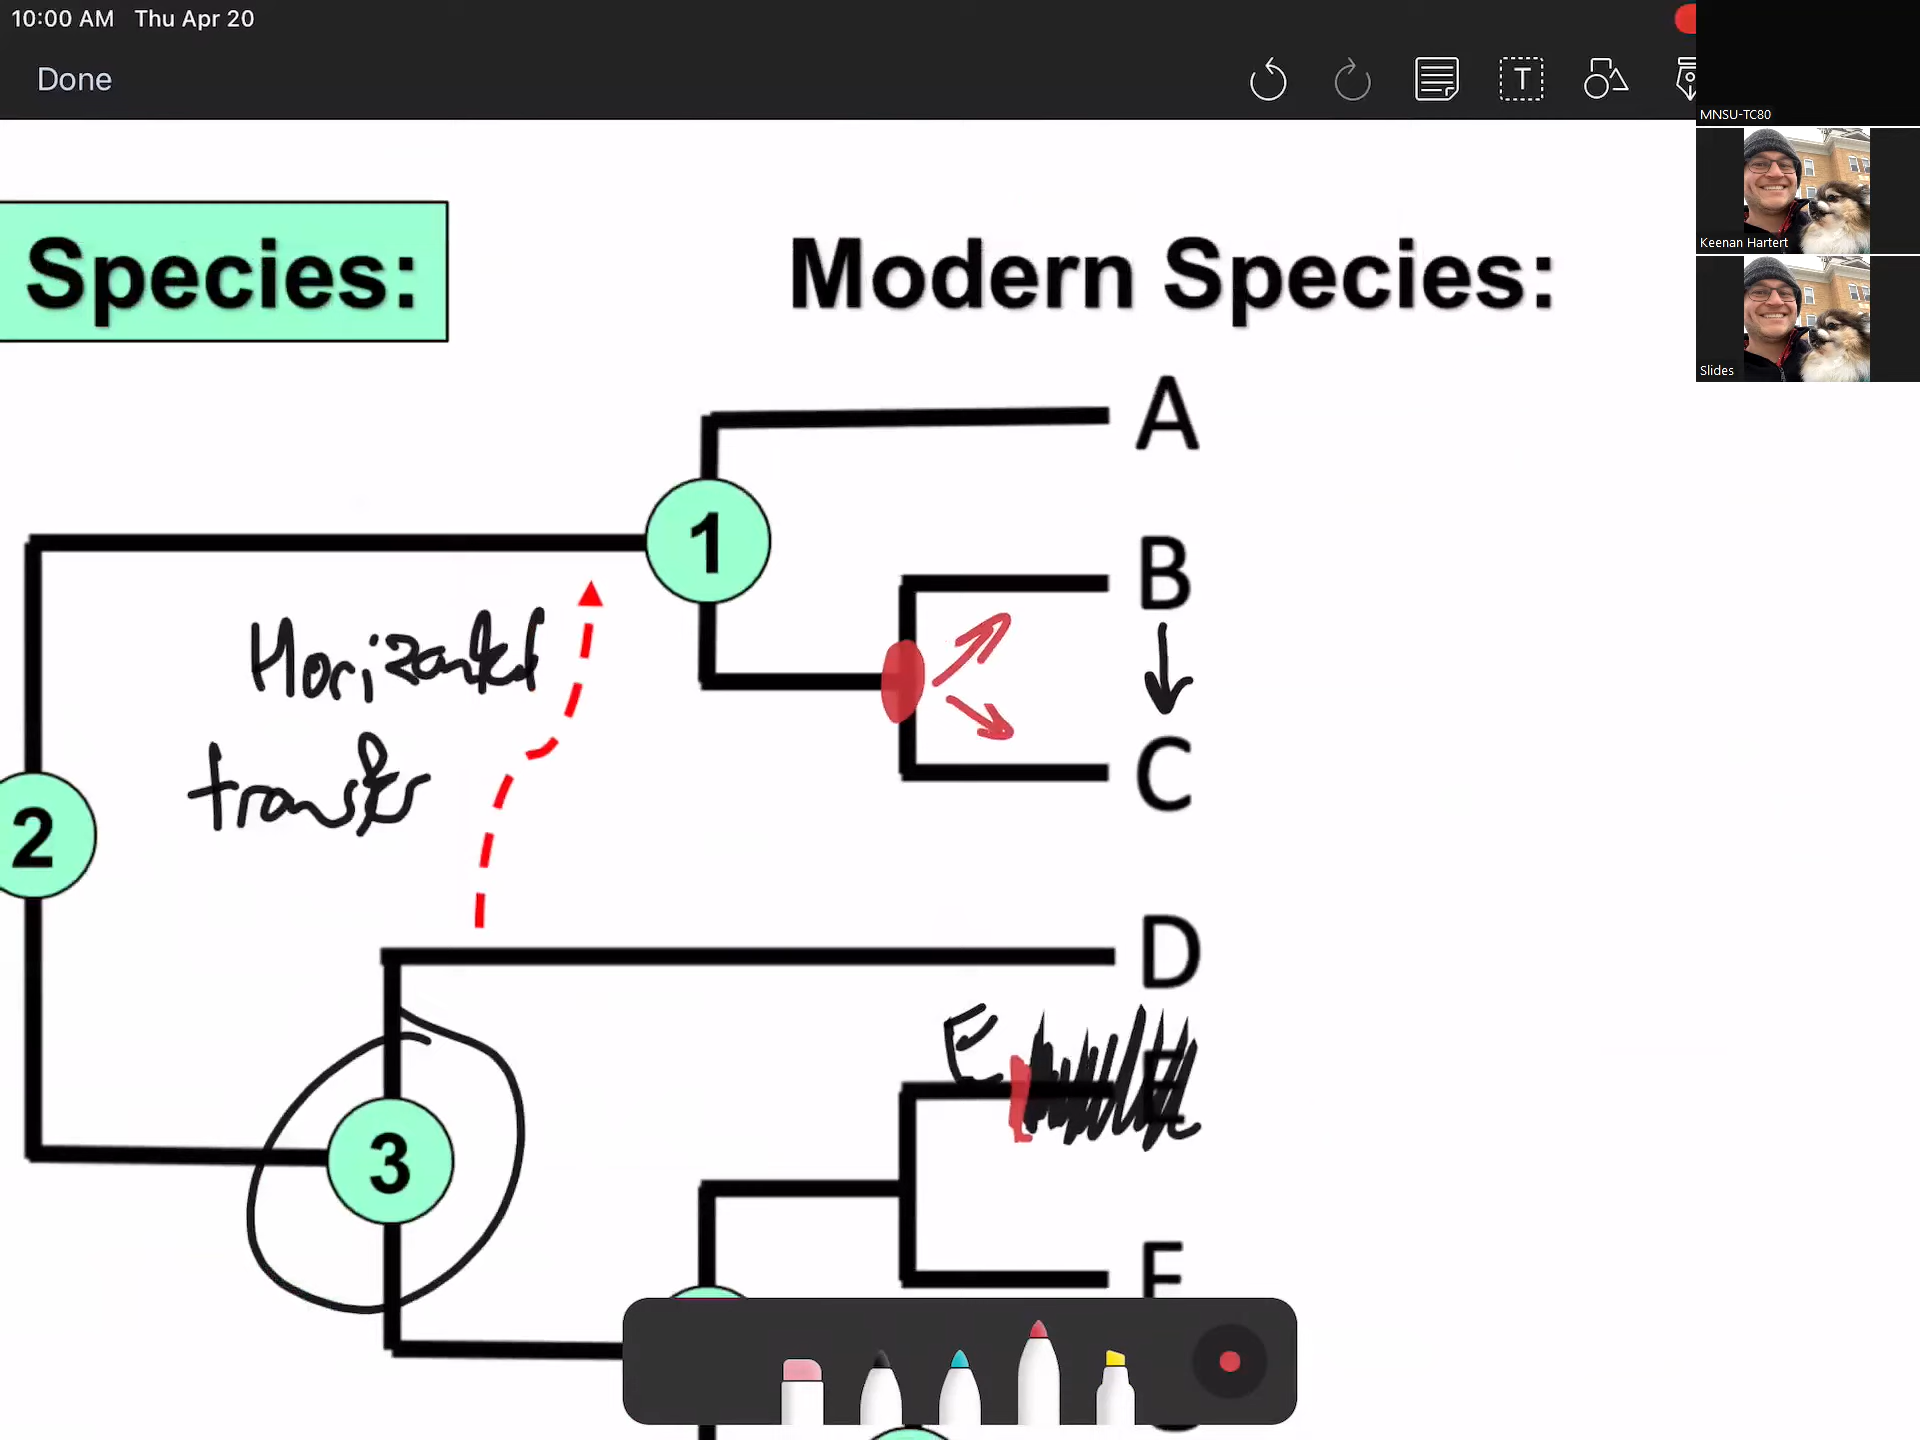 10:00 AM Thu Apr 20
Done
T
MNSU-TC80
Keenan Hartert
Slides
Species:
Modern Species:
A
1
B
Horizontal
transfer
C
2
D
E
E
3
F